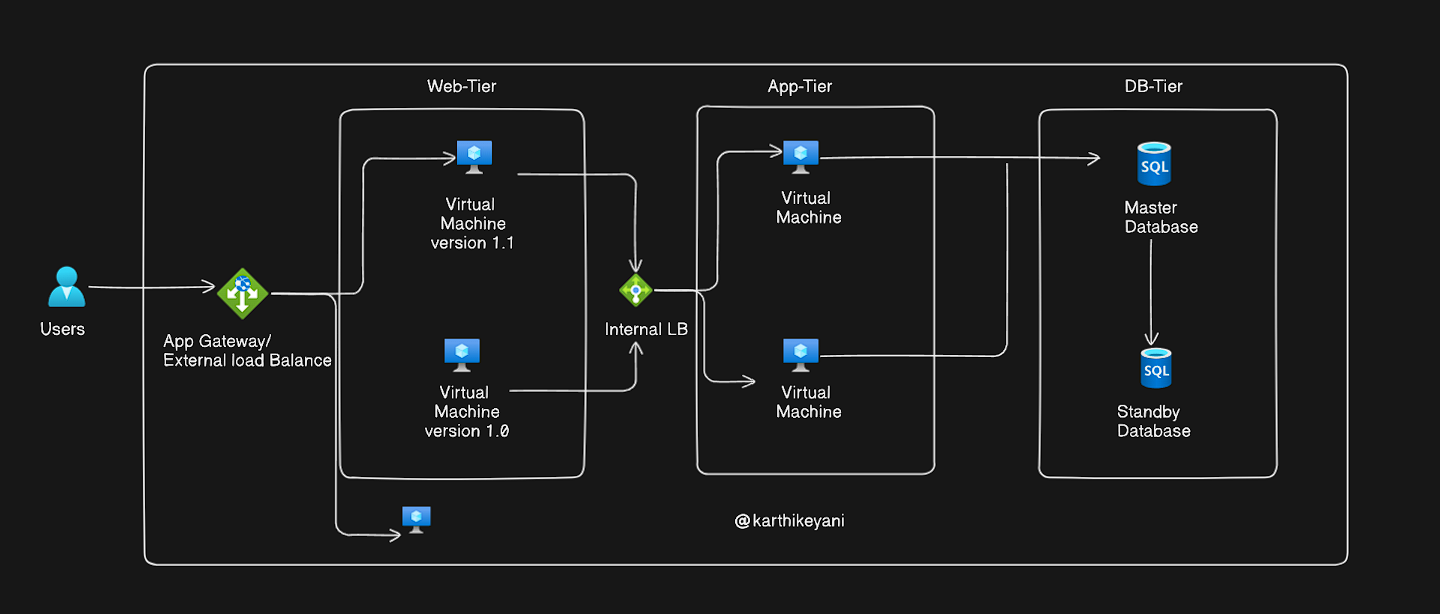 Web-Tier
App-Tier
DB-Tier
Virtual
Machine
version 1.1
Virtual
Machine
SQL
Master
Database
Users
App Gateway/
External load Balance
Internal LB
Virtual
Machine
version 1.0
Virtual
Machine
SQL
Standby
Database
@karthikeyani